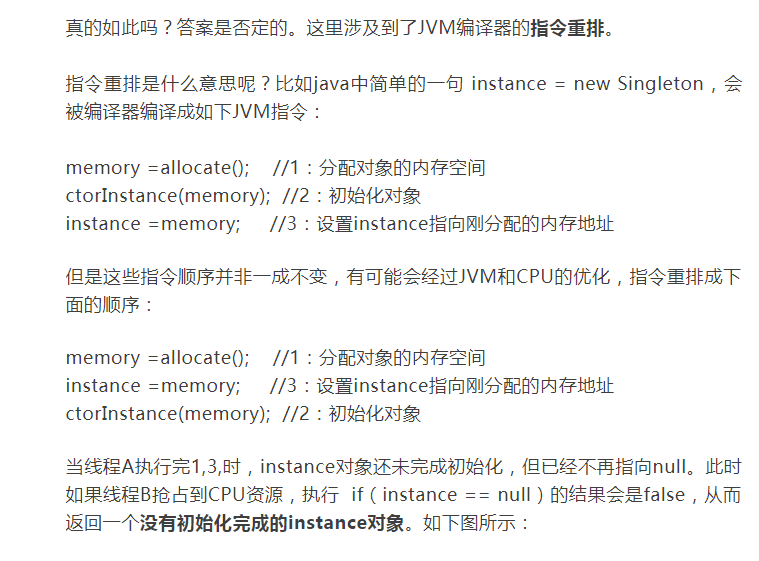 真的如此吗？答案是否定的。这里涉及到了JVM编译器的指令重排。
指令重排是什么意思呢？比如java中简单的一句 instance = new Singleton，会
被编译器编译成如下JVM指令：
memory =allocate();    //1：分配对象的内存空间
ctorInstance(memory);  //2：初始化对象
instance =memory;     //3：设置instance指向刚分配的内存地址
但是这些指令顺序并非一成不变，有可能会经过JVM和CPU的优化，指令重排成下
面的顺序：
memory =allocate();    //1：分配对象的内存空间
instance =memory;     //3：设置instance指向刚分配的内存地址
ctorInstance(memory);  //2：初始化对象
当线程A执行完1,3,时，instance对象还未完成初始化，但已经不再指向null。此时
如果线程B抢占到CPU资源，执行  if（instance == null）的结果会是false，从而
返回一个没有初始化完成的instance对象。如下图所示：